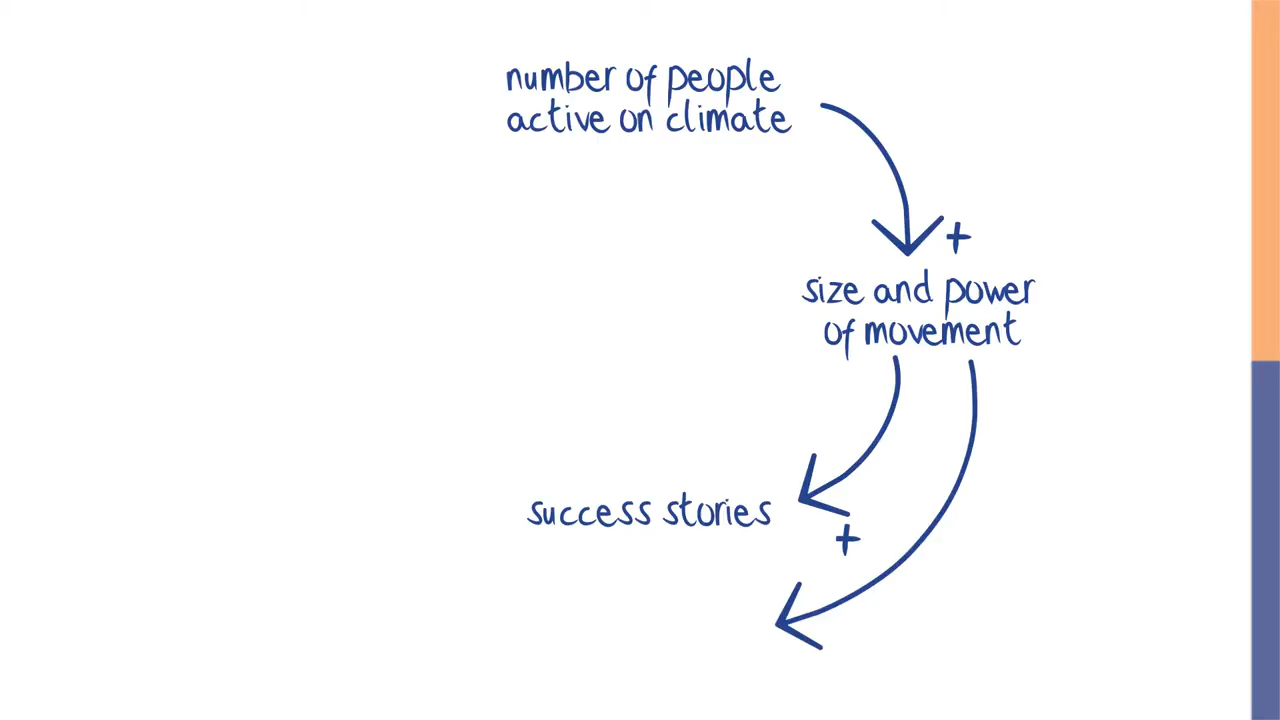 number of people
active on climate
+
size and power
of movement
success stories
+